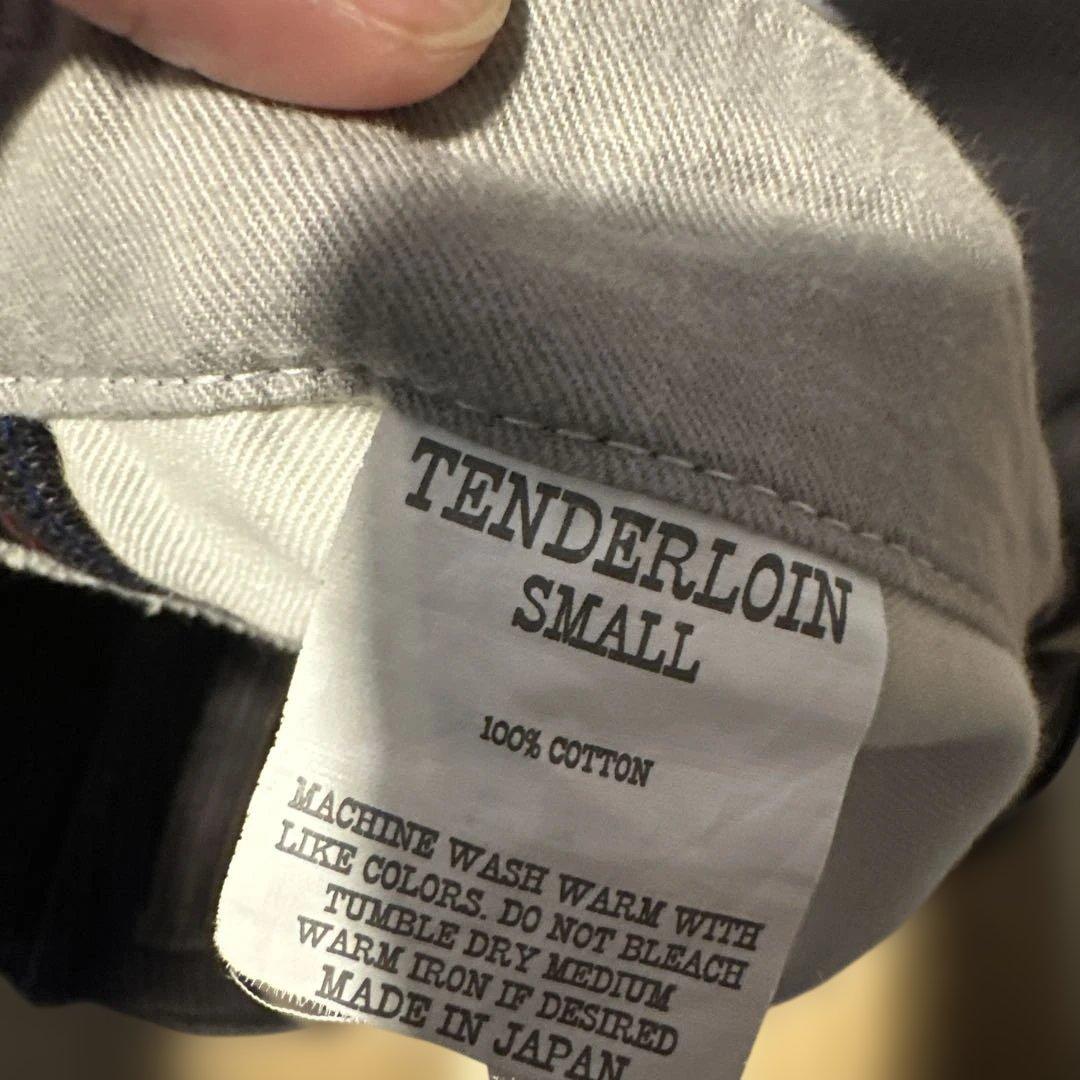 TENDERLOIN
SMALL
100% COTTON
MACHINE WASH WARM WITH
LIKE COLORS. DO NOT BLEACH
TUMBLE DRY MEDIUM
WARM IRON IF DESIRED
MADE IN JAPAN